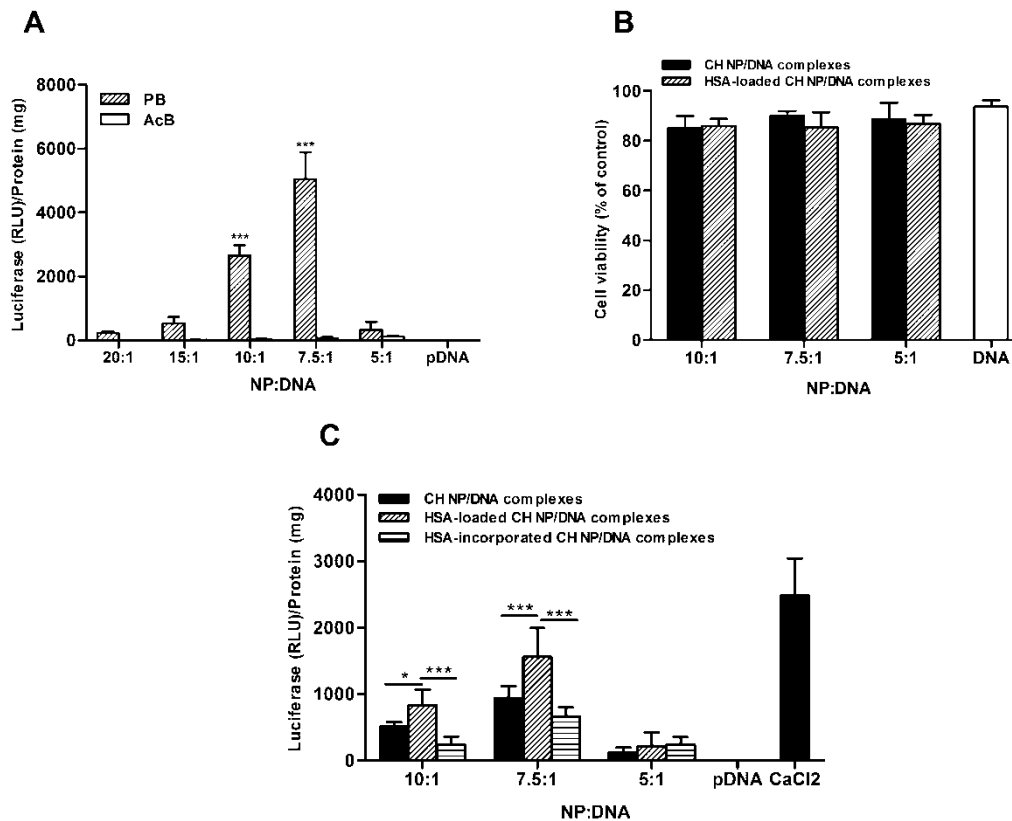 A
8000
6000
4000
2000
0
Luciferase (RLU)/Protein (mg)
PB
AcB
***
***
20:1 15:1 10:1 7.5:1 5:1 pDNA
NP:DNA
B
CH NP/DNA complexes
HSA-loaded CH NP/DNA complexes
100
80
60
40
20
0
Cell viability (% of control)
10:1 7.5:1 5:1 DNA
NP:DNA
C
CH NP/DNA complexes
HSA-loaded CH NP/DNA complexes
HSA-incorporated CH NP/DNA complexes
4000
3000
2000
1000
0
Luciferase (RLU)/Protein (mg)
* ***
*** ***
10:1 7.5:1 5:1 pDNA CaCl2
NP:DNA